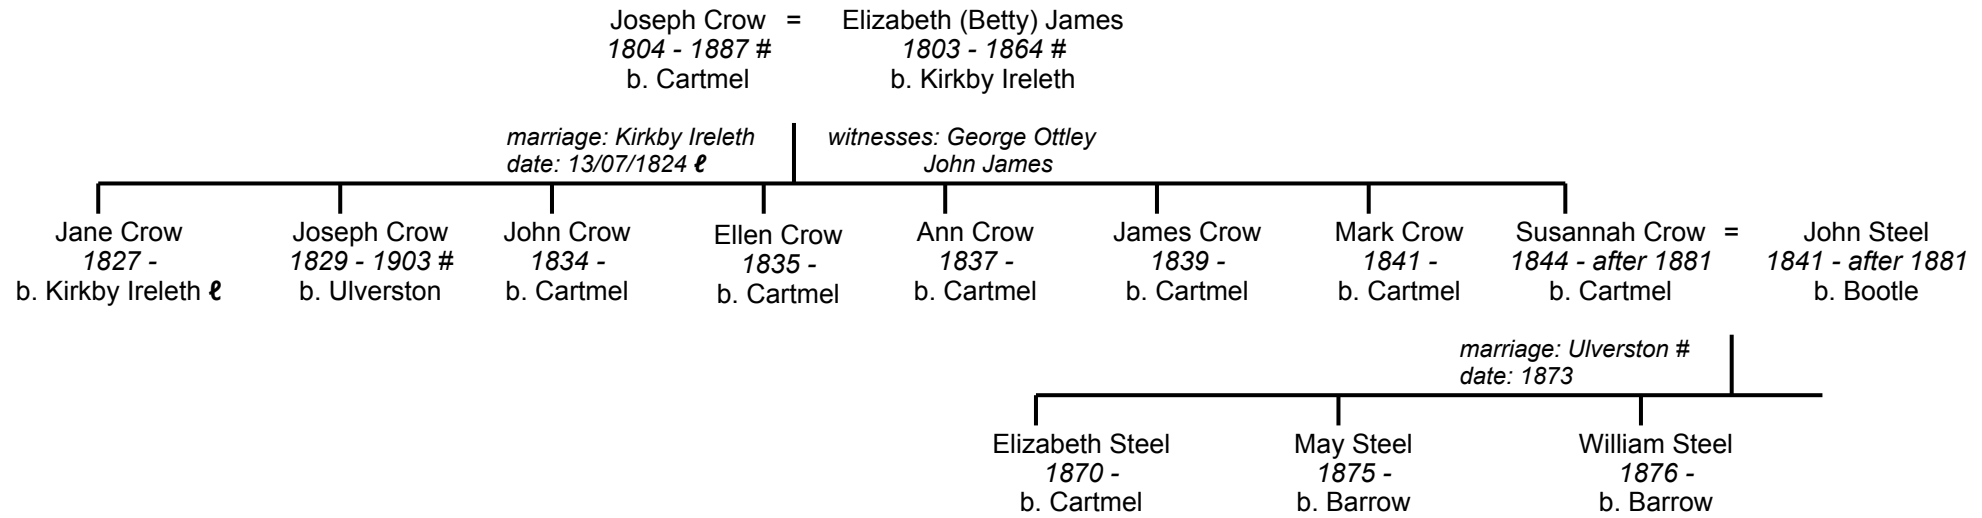 Joseph Crow = Elizabeth (Betty) James
1804 - 1887 # 1803 - 1864 #
b. Cartmel b. Kirkby Ireleth
marriage: Kirkby Ireleth witnesses: George Ottley
date: 13/07/1824 ℓ John James
Jane Crow Joseph Crow John Crow Ellen Crow Ann Crow James Crow Mark Crow Susannah Crow = John Steel
1827 - 1829 - 1903 # 1834 - 1835 - 1837 - 1839 - 1841 - 1844 - after 1881 1841 - after 1881
b. Kirkby Ireleth ℓ b. Ulverston b. Cartmel b. Cartmel b. Cartmel b. Cartmel b. Cartmel b. Cartmel b. Bootle
marriage: Ulverston #
date: 1873
Elizabeth Steel May Steel William Steel
1870 - 1875 - 1876 -
b. Cartmel b. Barrow b. Barrow